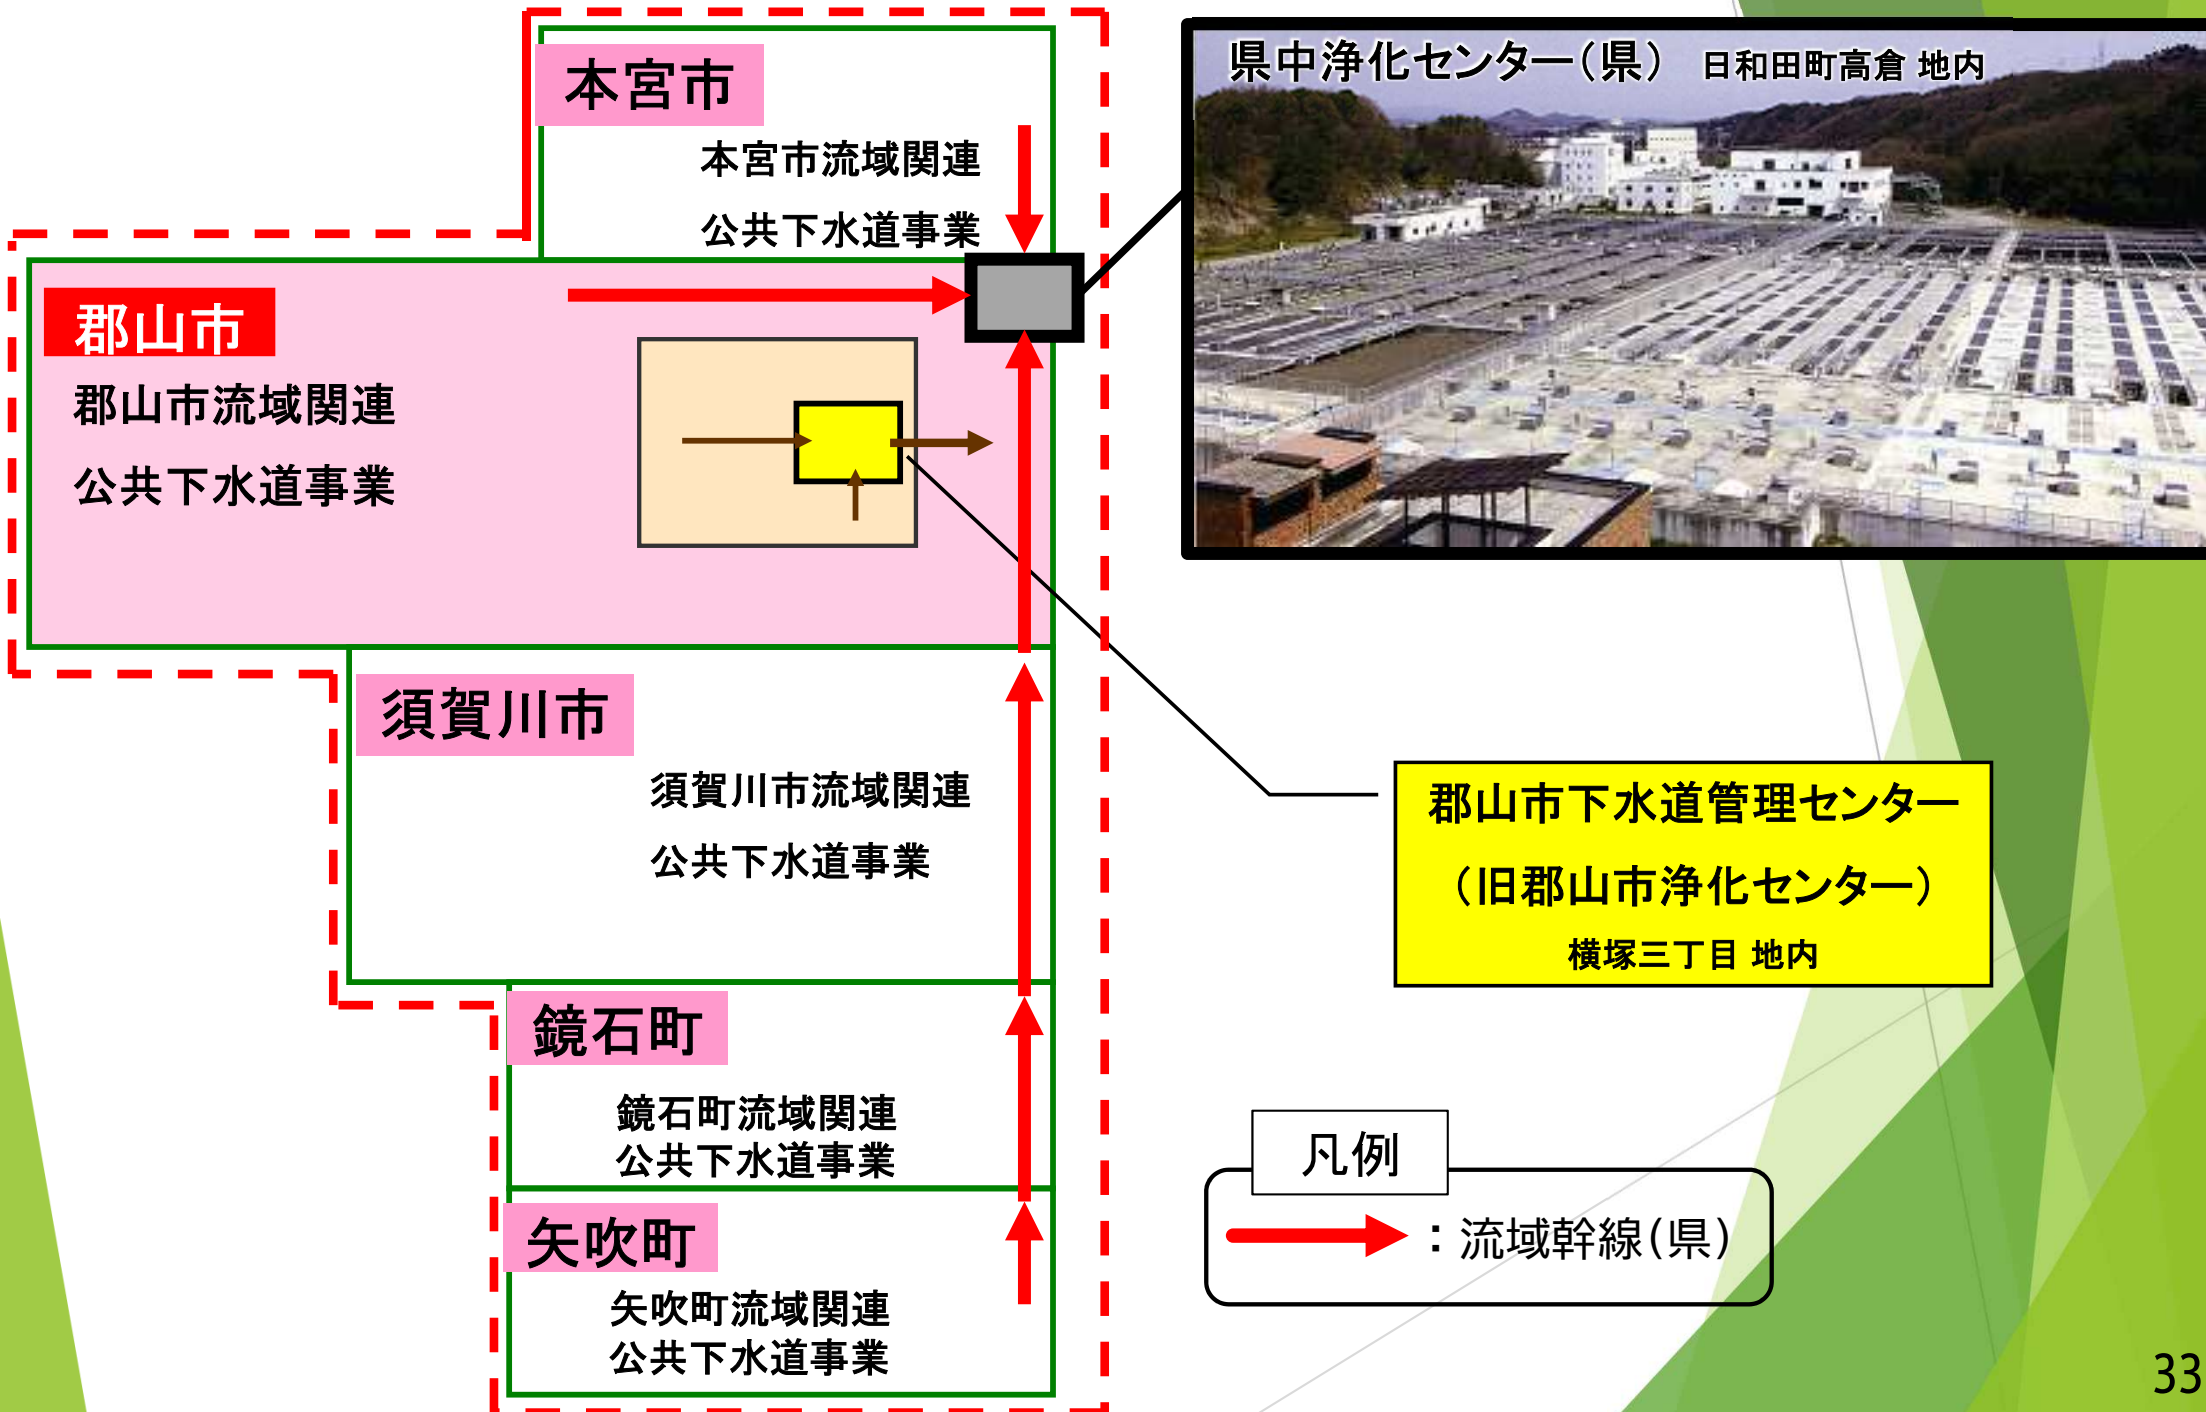 本宮市
本宮市流域関連
公共下水道事業
県中浄化センター(県) 日和田町高倉 地内
郡山市
郡山市流域関連
公共下水道事業
須賀川市
須賀川市流域関連
公共下水道事業
郡山市下水道管理センター
(旧郡山市浄化センター)
横塚三丁目 地内
鏡石町
鏡石町流域関連
公共下水道事業
矢吹町
矢吹町流域関連
公共下水道事業
凡例
:流域幹線(県)
33